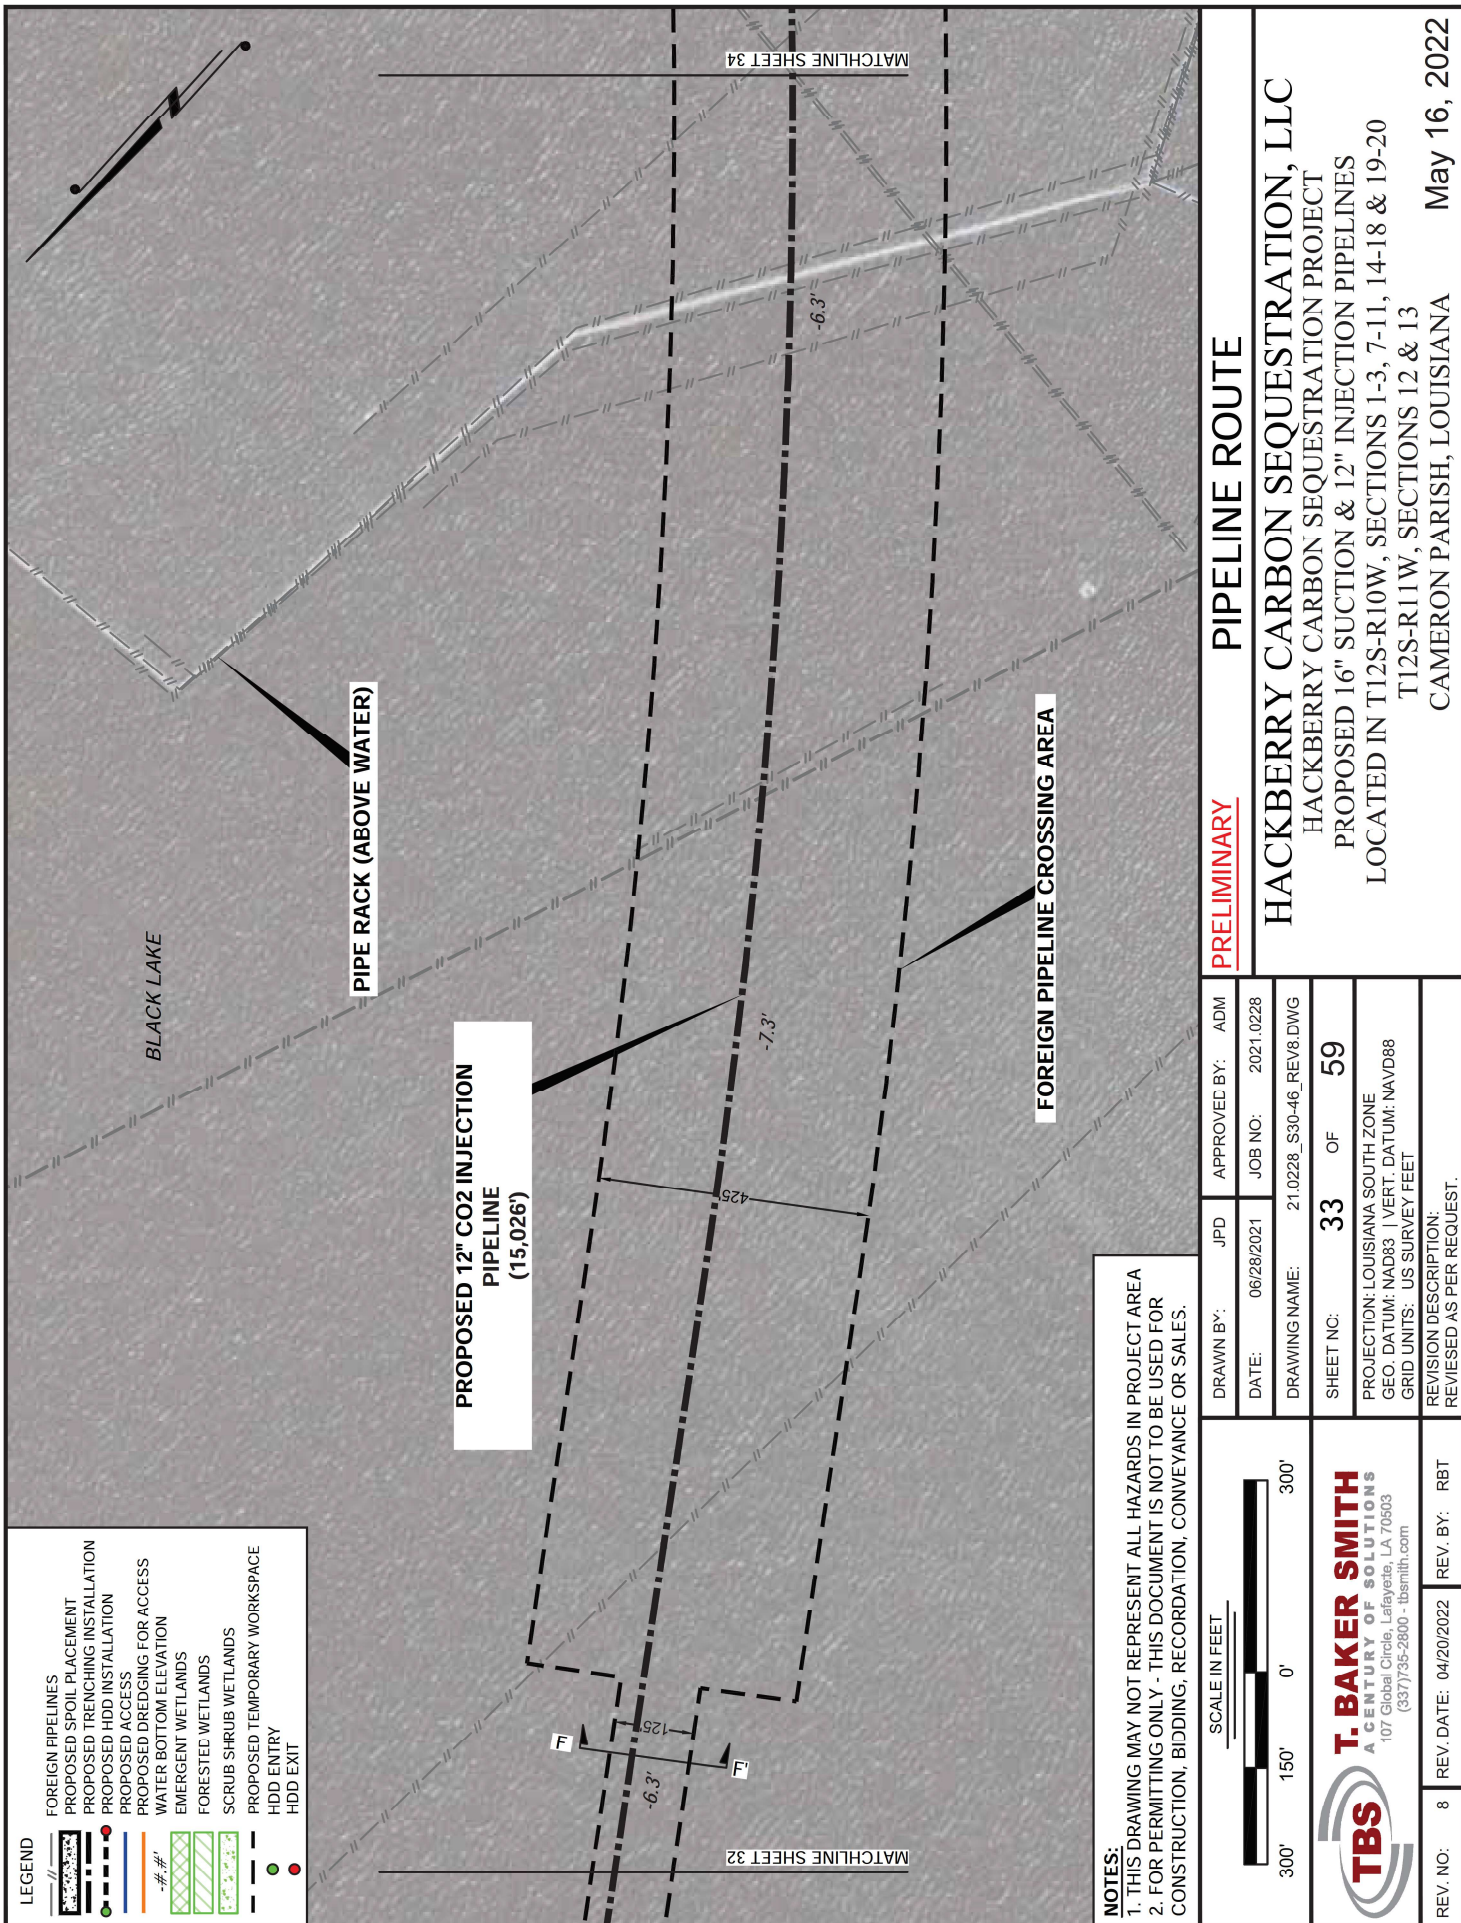 LEGEND
FOREIGN PIPELINES
PROPOSED SPOIL PLACEMENT
PROPOSED TRENCHING INSTALLATION
PROPOSED HDD INSTALLATION
PROPOSED ACCESS
PROPOSED DREDGING FOR ACCESS
-#.#' WATER BOTTOM ELEVATION
EMERGENT WETLANDS
FORESTED WETLANDS
SCRUB SHRUB WETLANDS
PROPOSED TEMPORARY WORKSPACE
HDD ENTRY
HDD EXIT
BLACK LAKE
PIPE RACK (ABOVE WATER)
PROPOSED 12" CO2 INJECTION
PIPELINE
(15,026')
FOREIGN PIPELINE CROSSING AREA
MATCHLINE SHEET 32
MATCHLINE SHEET 34
F
F'
125'
425'
-6.3'
-7.3'
-6.3'
NOTES:
1. THIS DRAWING MAY NOT REPRESENT ALL HAZARDS IN PROJECT AREA
2. FOR PERMITTING ONLY - THIS DOCUMENT IS NOT TO BE USED FOR
CONSTRUCTION, BIDDING, RECORDATION, CONVEYANCE OR SALES.
SCALE IN FEET
300' 150' 0' 300'
TBS
T. BAKER SMITH
A CENTURY OF SOLUTIONS
107 Global Circle, Lafayette, LA 70503
(337)735-2800 - tbsmith.com
REV. NO: 8 REV. DATE: 04/20/2022 REV. BY: RBT
DRAWN BY: JPD APPROVED BY: ADM
DATE: 06/28/2021 JOB NO: 2021.0228
DRAWING NAME: 21.0228_S30-46_REV8.DWG
SHEET NO: 33 OF 59
PROJECTION: LOUISIANA SOUTH ZONE
GEO. DATUM: NAD83 | VERT. DATUM: NAVD88
GRID UNITS: US SURVEY FEET
REVISION DESCRIPTION:
REVIESED AS PER REQUEST.
PRELIMINARY
PIPELINE ROUTE
HACKBERRY CARBON SEQUESTRATION, LLC
HACKBERRY CARBON SEQUESTRATION PROJECT
PROPOSED 16" SUCTION & 12" INJECTION PIPELINES
LOCATED IN T12S-R10W, SECTIONS 1-3, 7-11, 14-18 & 19-20
T12S-R11W, SECTIONS 12 & 13
CAMERON PARISH, LOUISIANA
May 16, 2022